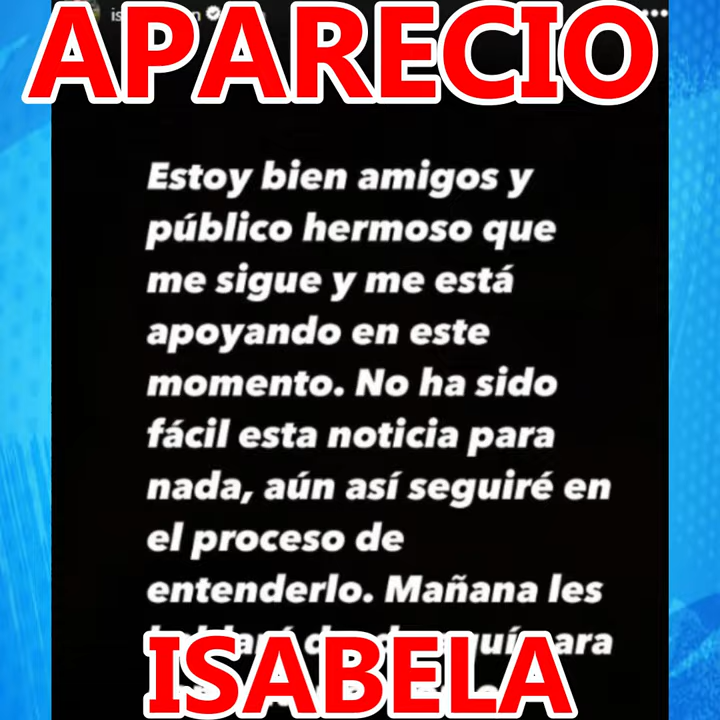 APARECIO
Estoy bien amigos y
público hermoso que
me sigue y me está
apoyando en este
momento. No ha sido
fácil esta noticia para
nada, aún así seguiré en
el proceso de
entenderlo. Mañana les
ISABELA